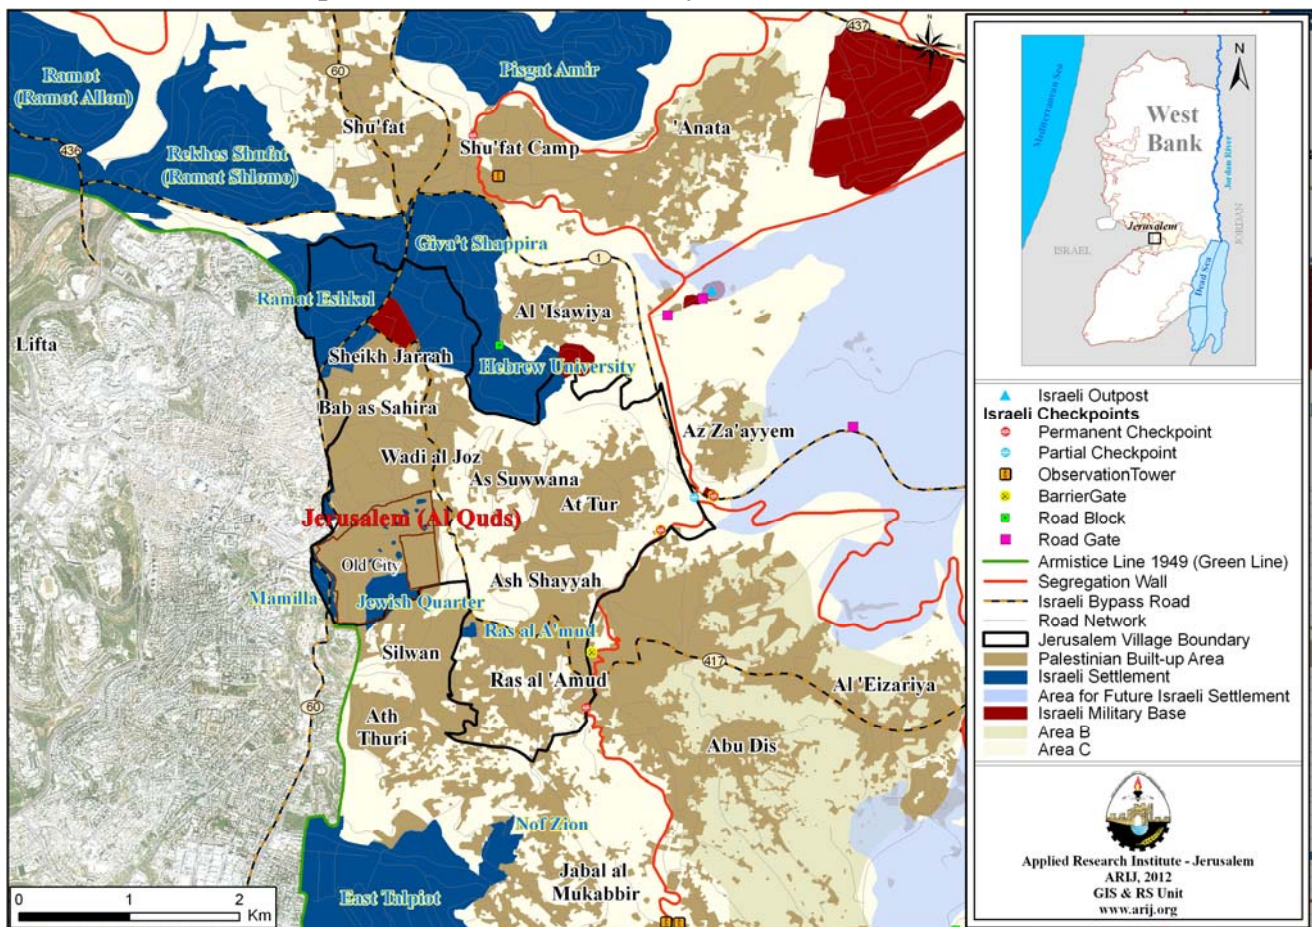 437
60
Ramot
(Ramot Allon)
Pisgat Amir
Shu'fat
'Anata
436
Rekhes Shufat
(Ramat Shlomo)
Shu'fat Camp
Giva't Shappira
1
Ramat Eshkol
Al 'Isawiya
Lifta
Sheikh Jarrah
Hebrew University
Bab as Sahira
Az Za'ayyem
Wadi al Joz
As Suwwana
At Tur
Jerusalem (Al Quds)
Old City
Ash Shayyah
Mamilla
Jewish Quarter
Ras al A'mud
Silwan
417
Ras al 'Amud
Al 'Eizariya
60
Ath
Thuri
Abu Dis
Nof Zion
Jabal al
Mukabbir
East Talpiot
0 1 2
Km
N
E
N
Mediterranean Sea
West
Bank
Jordan River
Jerusalem
ISRAEL
JORDAN
Dead Sea
Israeli Outpost
Israeli Checkpoints
Permanent Checkpoint
Partial Checkpoint
ObservationTower
BarrierGate
Road Block
Road Gate
Armistice Line 1949 (Green Line)
Segregation Wall
Israeli Bypass Road
Road Network
Jerusalem Village Boundary
Palestinian Built-up Area
Israeli Settlement
Area for Future Israeli Settlement
Israeli Military Base
Area B
Area C
Applied Research Institute - Jerusalem
ARIJ, 2012
GIS & RS Unit
www.arij.org